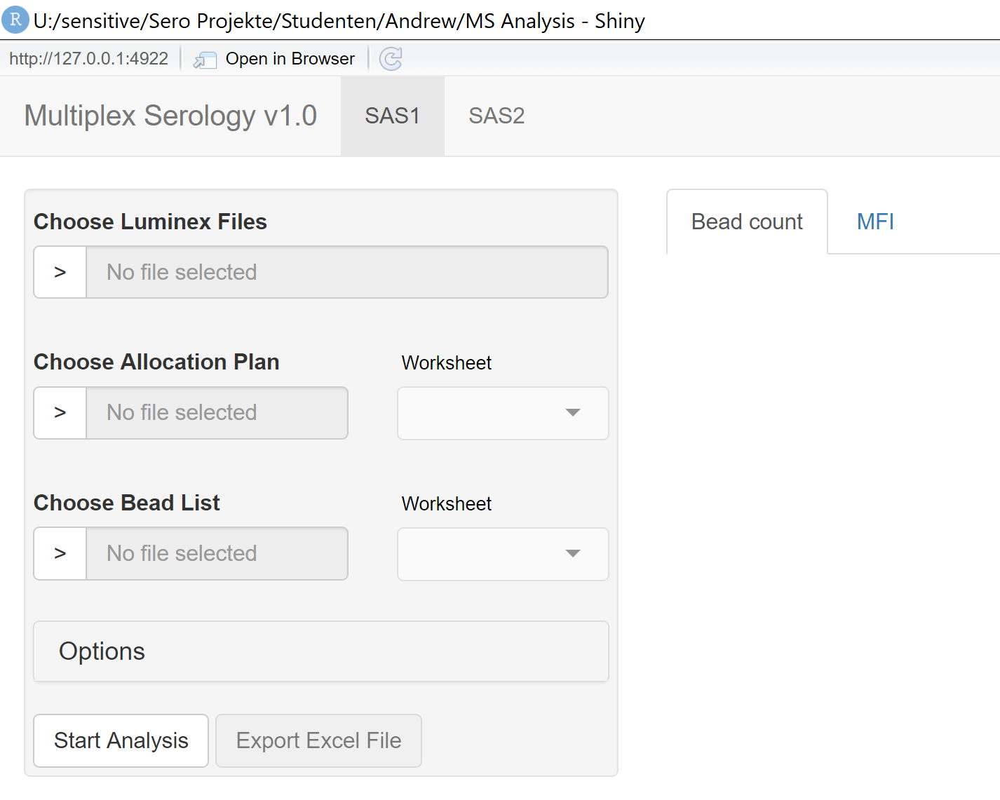 R U:/sensitive/Sero Projekte/Studenten/Andrew/MS Analysis - Shiny
http://127.0.0.1:4922 Open in Browser
Multiplex Serology v1.0 SAS1 SAS2
Choose Luminex Files
> No file selected
Choose Allocation Plan Worksheet
> No file selected
Choose Bead List Worksheet
> No file selected
Options
Start Analysis Export Excel File
Bead count MFI